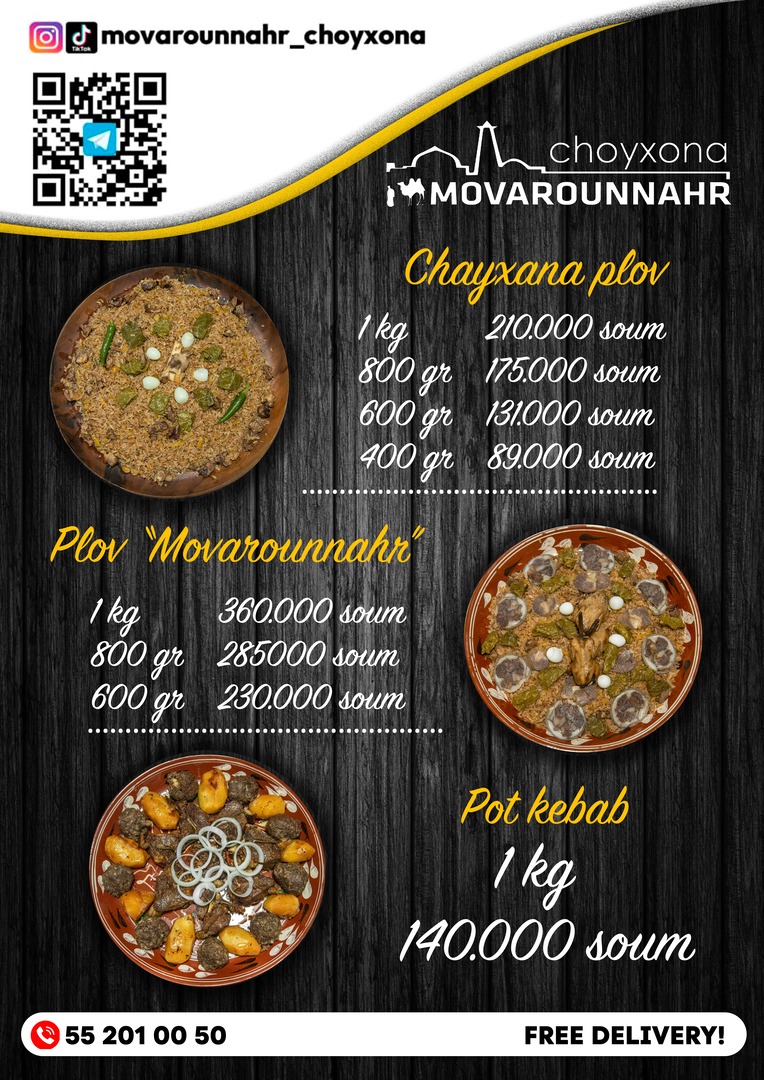 TikTok
movarounnahr_choyxona
choyxona
MOVAROUNNAHR
Chayxana plov
1 kg 210.000 soum
800 gr 175.000 soum
600 gr 131.000 soum
400 gr 89.000 soum
Plov "Movarounnahr"
1 kg 360.000 soum
800 gr 285000 soum
600 gr 230.000 soum
Pot kebab
1 kg
140.000 soum
55 201 00 50 FREE DELIVERY!